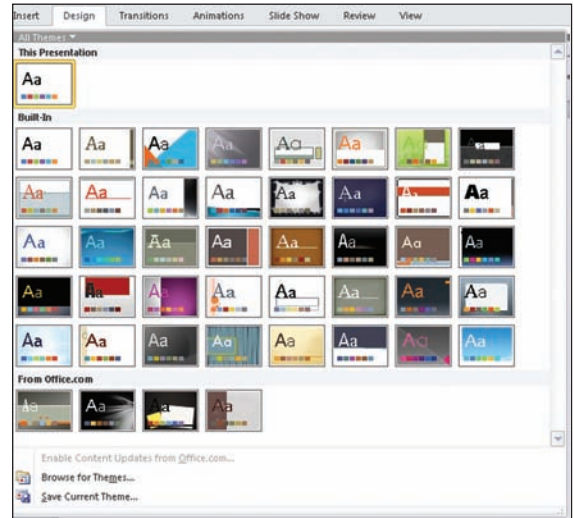 Insert Design Transitions Animations Slide Show Review View
All Themes
This Presentation
Aa
Built-In
Aa Aa Aa Aa Aa Aa Aa Aa
Aa Aa Aa Aa Aa Aa Aa Aa
Aa Aa Aa Aa Aa Aa Aa Aa
Aa Aa Aa Aa Aa Aa Aa Aa
Aa Aa Aa Aa Aa Aa Aa Aa
From Office.com
Aa Aa Aa Aa
Enable Content Updates from Office.com...
Browse for Themes...
Save Current Theme...